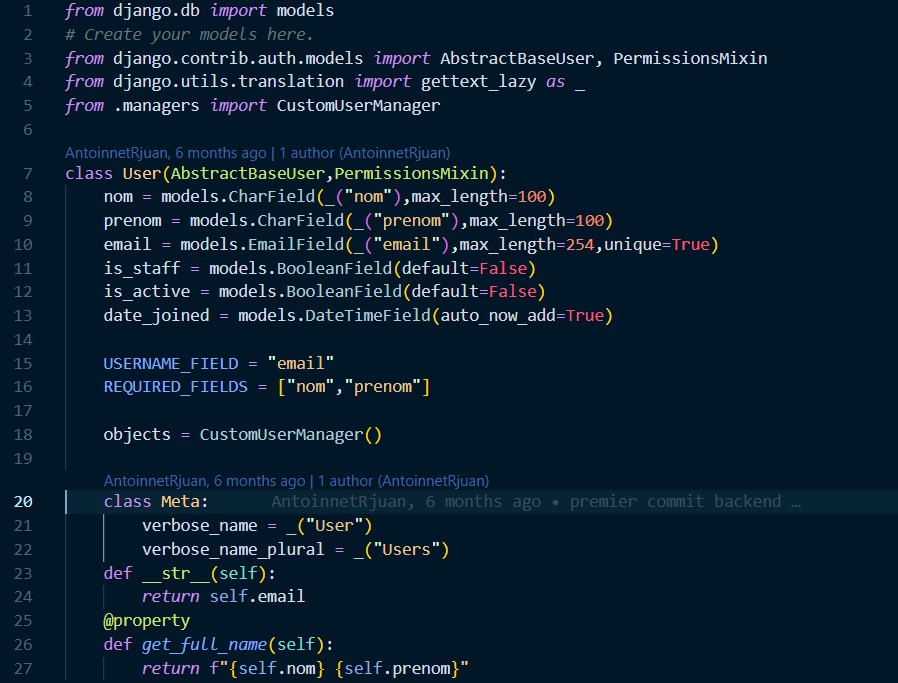 1 from django.db import models
2 # Create your models here.
3 from django.contrib.auth.models import AbstractBaseUser, PermissionsMixin
4 from django.utils.translation import gettext_lazy as _
5 from .managers import CustomUserManager
6
AntoinnetRjuan, 6 months ago | 1 author (AntoinnetRjuan)
7 class User(AbstractBaseUser,PermissionsMixin):
8 nom = models.CharField(_("nom"),max_length=100)
9 prenom = models.CharField(_("prenom"),max_length=100)
10 email = models.EmailField(_("email"),max_length=254,unique=True)
11 is_staff = models.BooleanField(default=False)
12 is_active = models.BooleanField(default=False)
13 date_joined = models.DateTimeField(auto_now_add=True)
14
15 USERNAME_FIELD = "email"
16 REQUIRED_FIELDS = ["nom","prenom"]
17
18 objects = CustomUserManager()
19
AntoinnetRjuan, 6 months ago | 1 author (AntoinnetRjuan)
20 class Meta: AntoinnetRjuan, 6 months ago • premier commit backend …
21 verbose_name = _("User")
22 verbose_name_plural = _("Users")
23 def __str__(self):
24 return self.email
25 @property
26 def get_full_name(self):
27 return f"{self.nom} {self.prenom}"